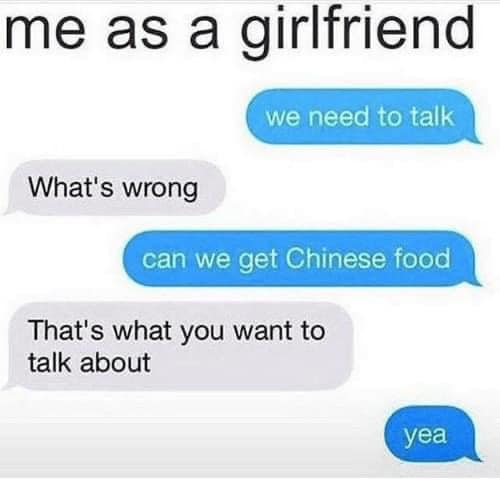 me as a girlfriend
we need to talk
What's wrong
can we get Chinese food
That's what you want to
talk about
yea